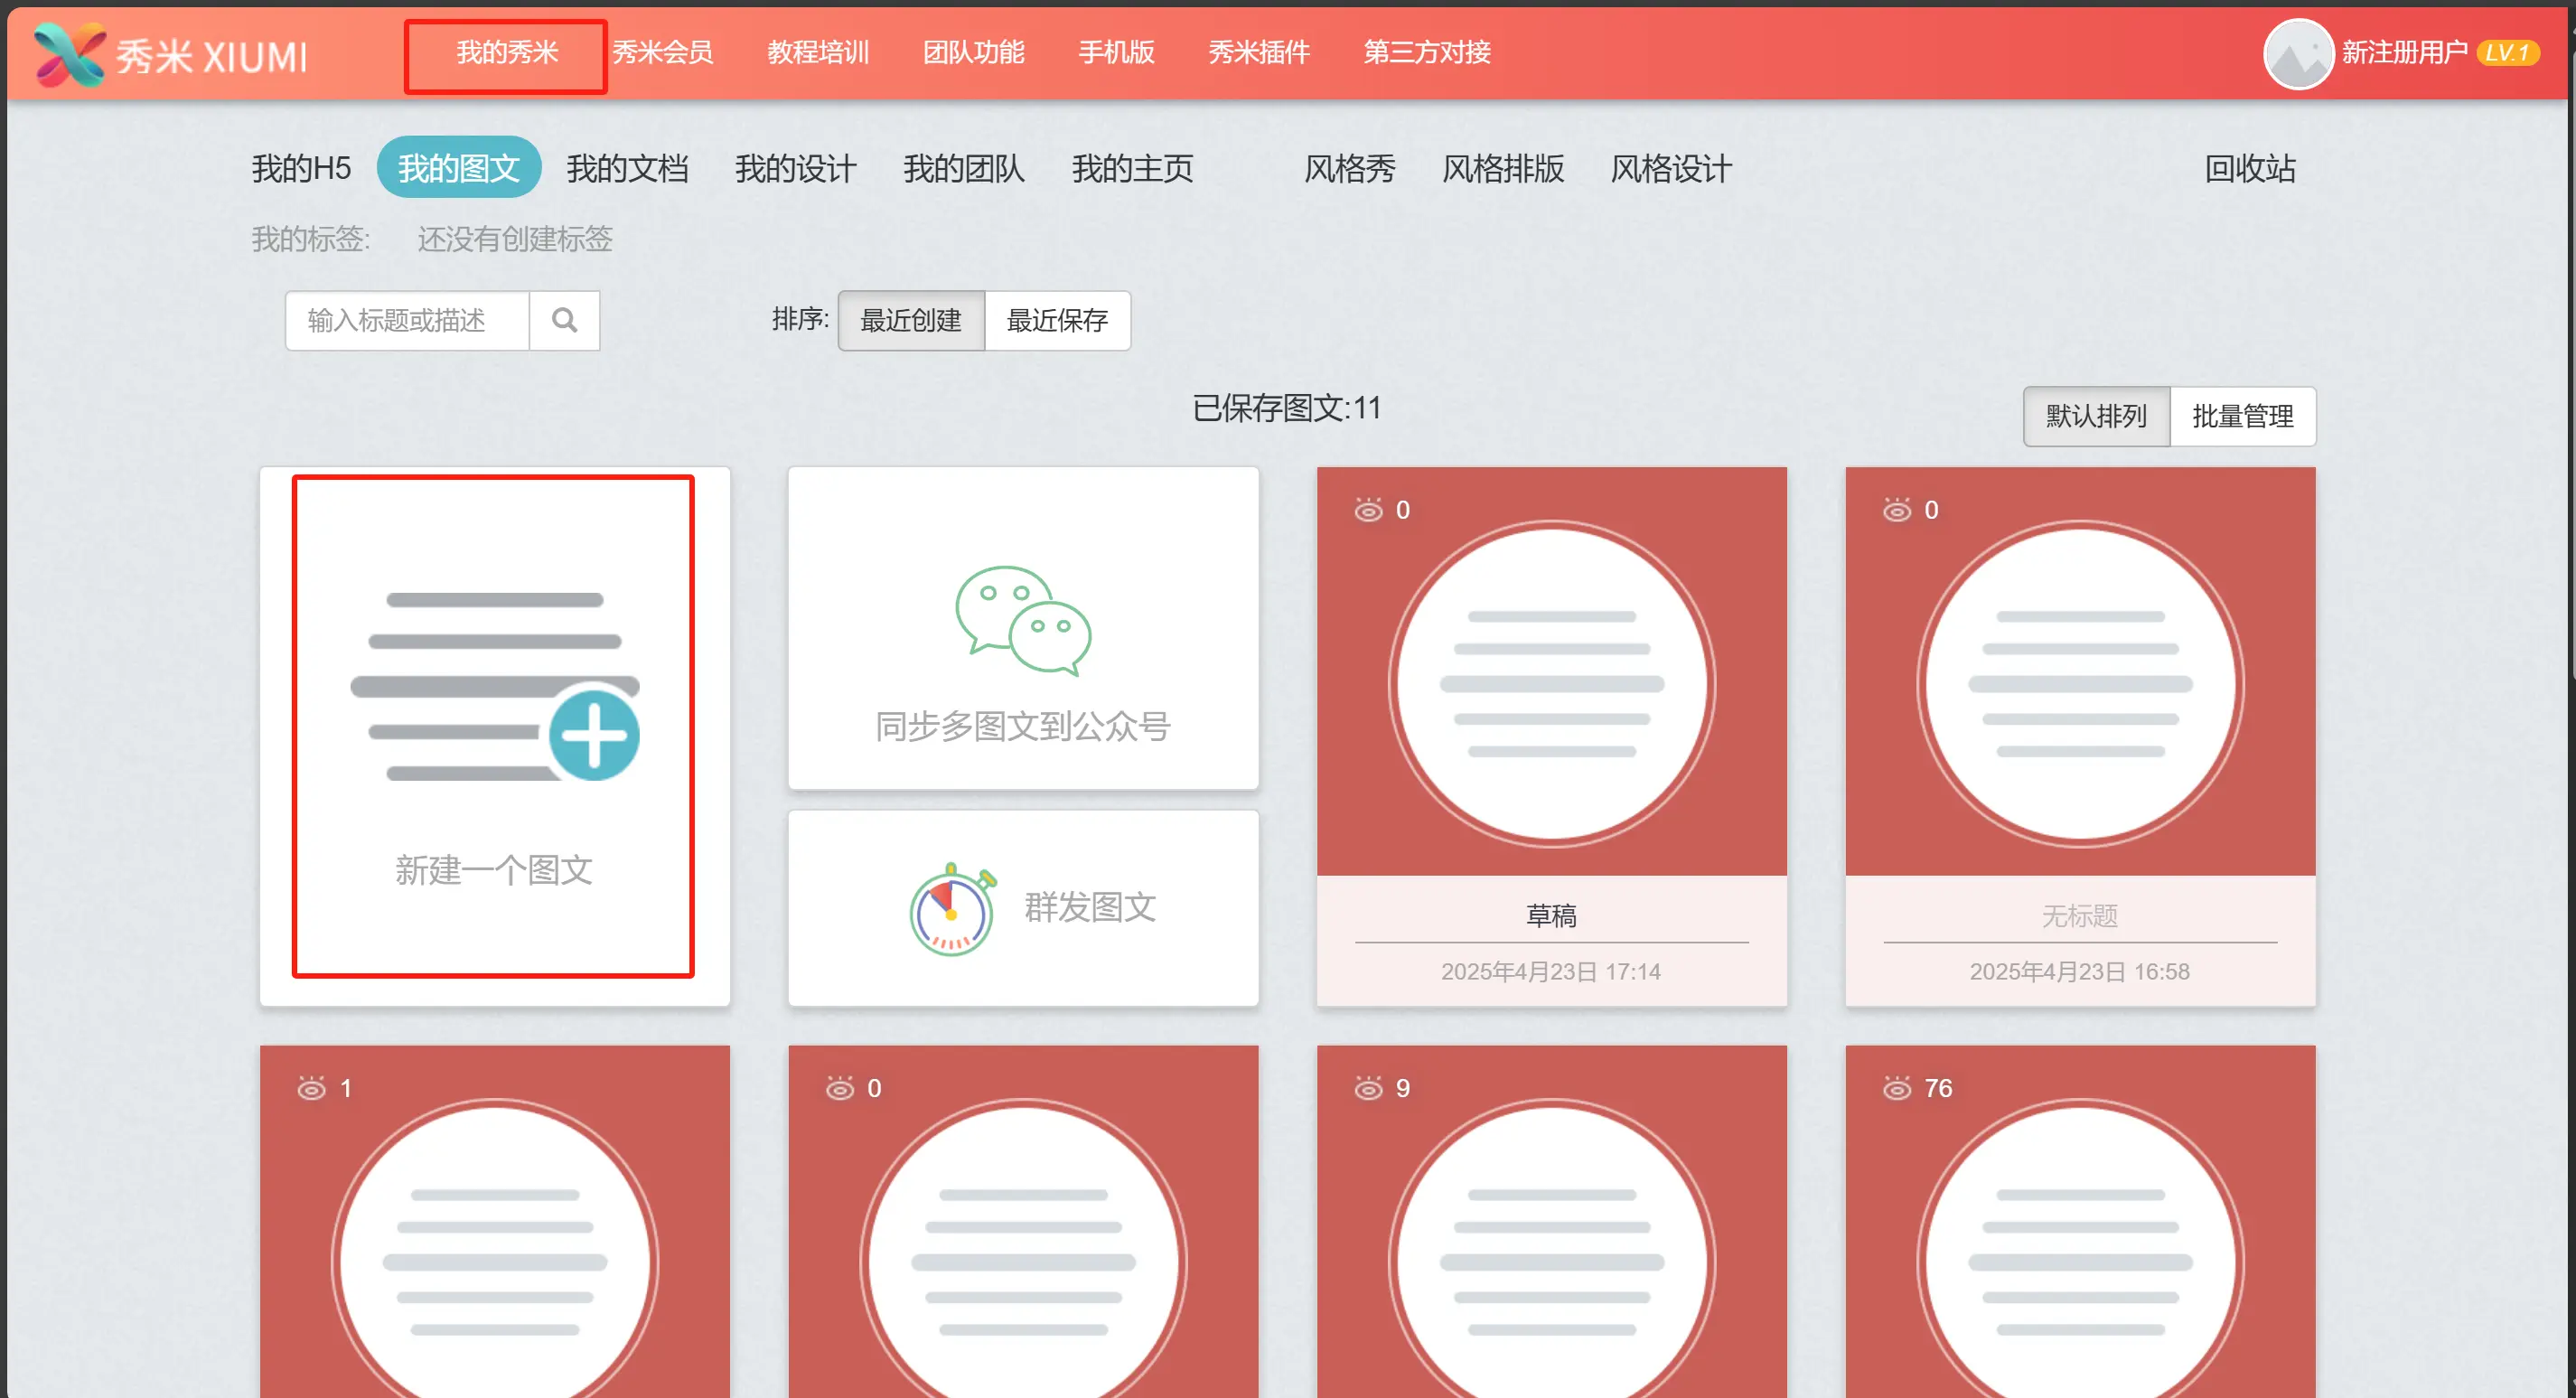 秀米 XIUMI 我的秀米 秀米会员 教程培训 团队功能 手机版 秀米插件 第三方对接 新注册用户 LV.1
我的H5 我的图文 我的文档 我的设计 我的团队 我的主页 风格秀 风格排版 风格设计 回收站
我的标签: 还没有创建标签
输入标题或描述 排序: 最近创建 最近保存
已保存图文:11
默认排列 批量管理
新建一个图文
同步多图文到公众号
群发图文
0
草稿
2025年4月23日 17:14
0
无标题
2025年4月23日 16:58
1
0
9
76